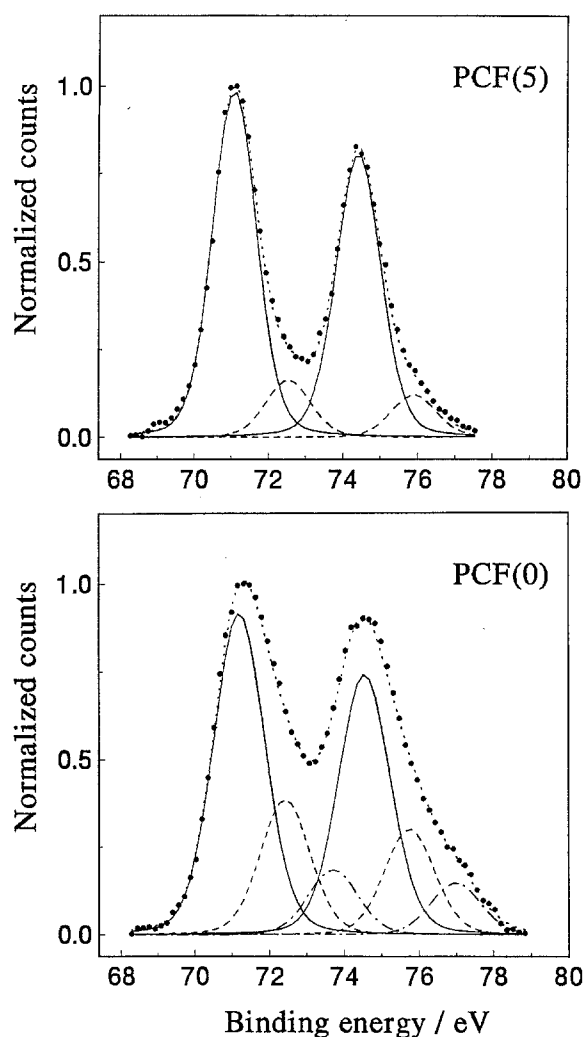 PCF(5)
Normalized counts
1.0
0.5
0.0
68 70 72 74 76 78 80
PCF(0)
Normalized counts
1.0
0.5
0.0
68 70 72 74 76 78 80
Binding energy / eV